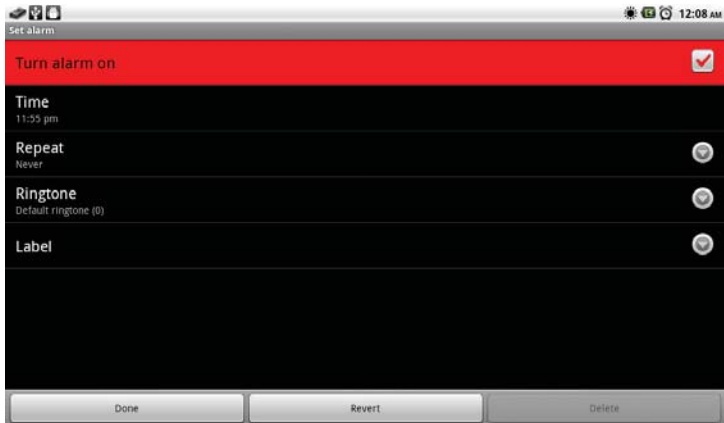 12:08 AM
Set alarm
Turn alarm on
Time
11:55 pm
Repeat
Never
Ringtone
Default ringtone (0)
Label
Done
Revert
Delete